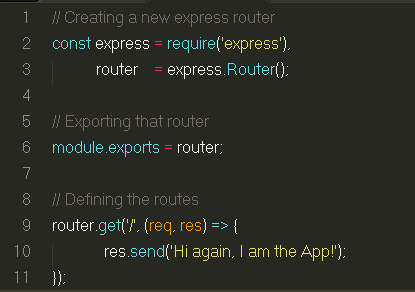 1 // Creating a new express router
2 const express = require('express'),
3 router = express.Router();
4
5 // Exporting that router
6 module.exports = router;
7
8 // Defining the routes
9 router.get('/', (req, res) => {
10 res.send('Hi again, I am the App!');
11 });